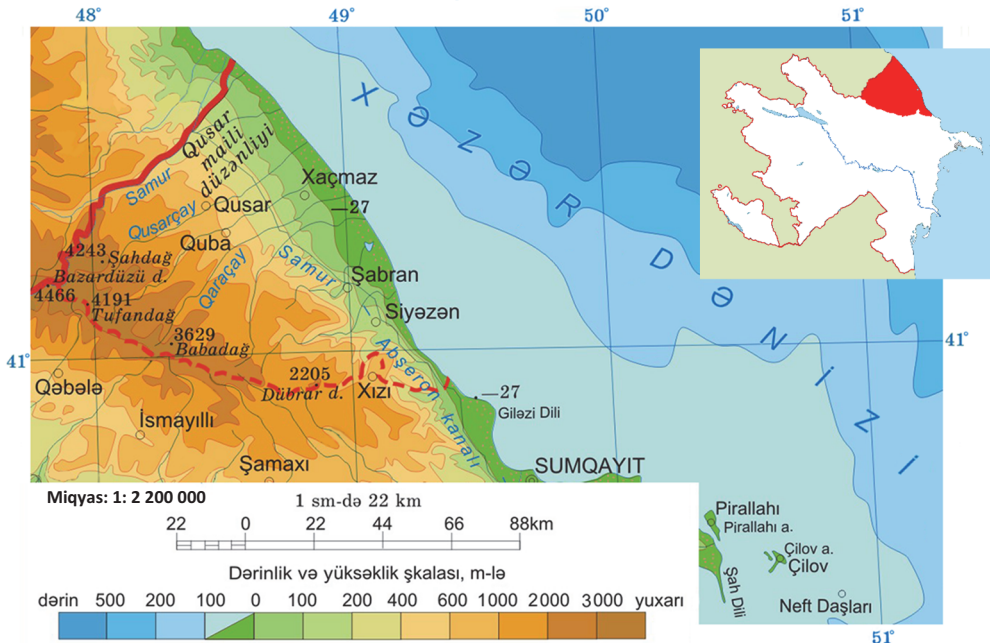 48°
49°
50°
51°
XƏZƏR DƏNİZİ
Qusar
maili
düzənliyi
Samur
Xaçmaz
—27
Qusarçay
Qusar
Quba
4243
Şahdağ
Bazardüzü d.
4466
4191
Tufandağ
Qaraçay
Samur – Abşeron kanalı
Şabran
Siyəzən
3629
Babadağ
41°
41°
2205
Dübrar d.
Xızı
—27
Giləzi Dili
Qəbələ
İsmayıllı
Şamaxı
SUMQAYIT
Miqyas: 1: 2 200 000
1 sm-də 22 km
22 0 22 44 66 88km
Dərinlik və yüksəklik şkalası, m-lə
dərin 500 200 100 0 100 200 400 600 1000 2000 3000 yuxarı
Pirallahı
Pirallahı a.
Şah Dili
Çilov a.
Çilov
Neft Daşları
51°